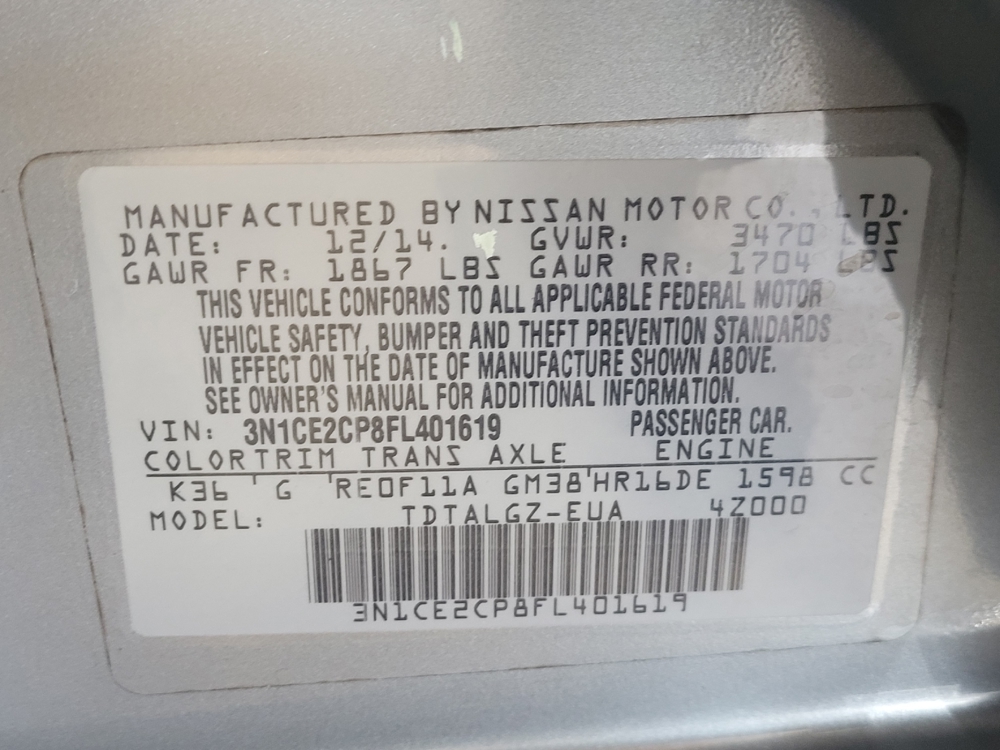 MANUFACTURED BY NISSAN MOTOR CO., LTD.
DATE: 12/14. GVWR: 3470 LBS
GAWR FR: 1867 LBS GAWR RR: 1704 LBS
THIS VEHICLE CONFORMS TO ALL APPLICABLE FEDERAL MOTOR
VEHICLE SAFETY, BUMPER AND THEFT PREVENTION STANDARDS
IN EFFECT ON THE DATE OF MANUFACTURE SHOWN ABOVE.
SEE OWNER'S MANUAL FOR ADDITIONAL INFORMATION.
VIN: 3N1CE2CP8FL401619 PASSENGER CAR.
COLORTRIM TRANS AXLE ENGINE
K36 'G 'RE0F11A GM38'HR16DE 1598 CC
MODEL: TDTALGZ-EUA 4Z000
3N1CE2CP8FL401619